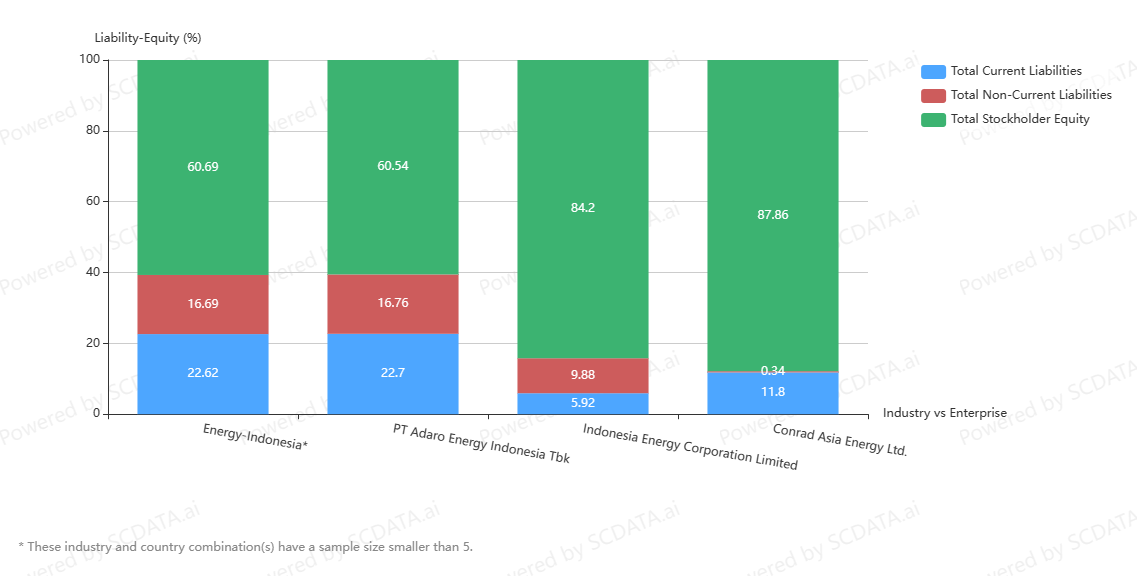 Liability-Equity (%)
100
80
60
40
20
0
60.69
16.69
22.62
60.54
16.76
22.7
84.2
9.88
5.92
87.86
0.34
11.8
Energy-Indonesia*
PT Adaro Energy Indonesia Tbk
Indonesia Energy Corporation Limited
Conrad Asia Energy Ltd.
Industry vs Enterprise
Total Current Liabilities
Total Non-Current Liabilities
Total Stockholder Equity
* These industry and country combination(s) have a sample size smaller than 5.
Powered by SCDATA.ai